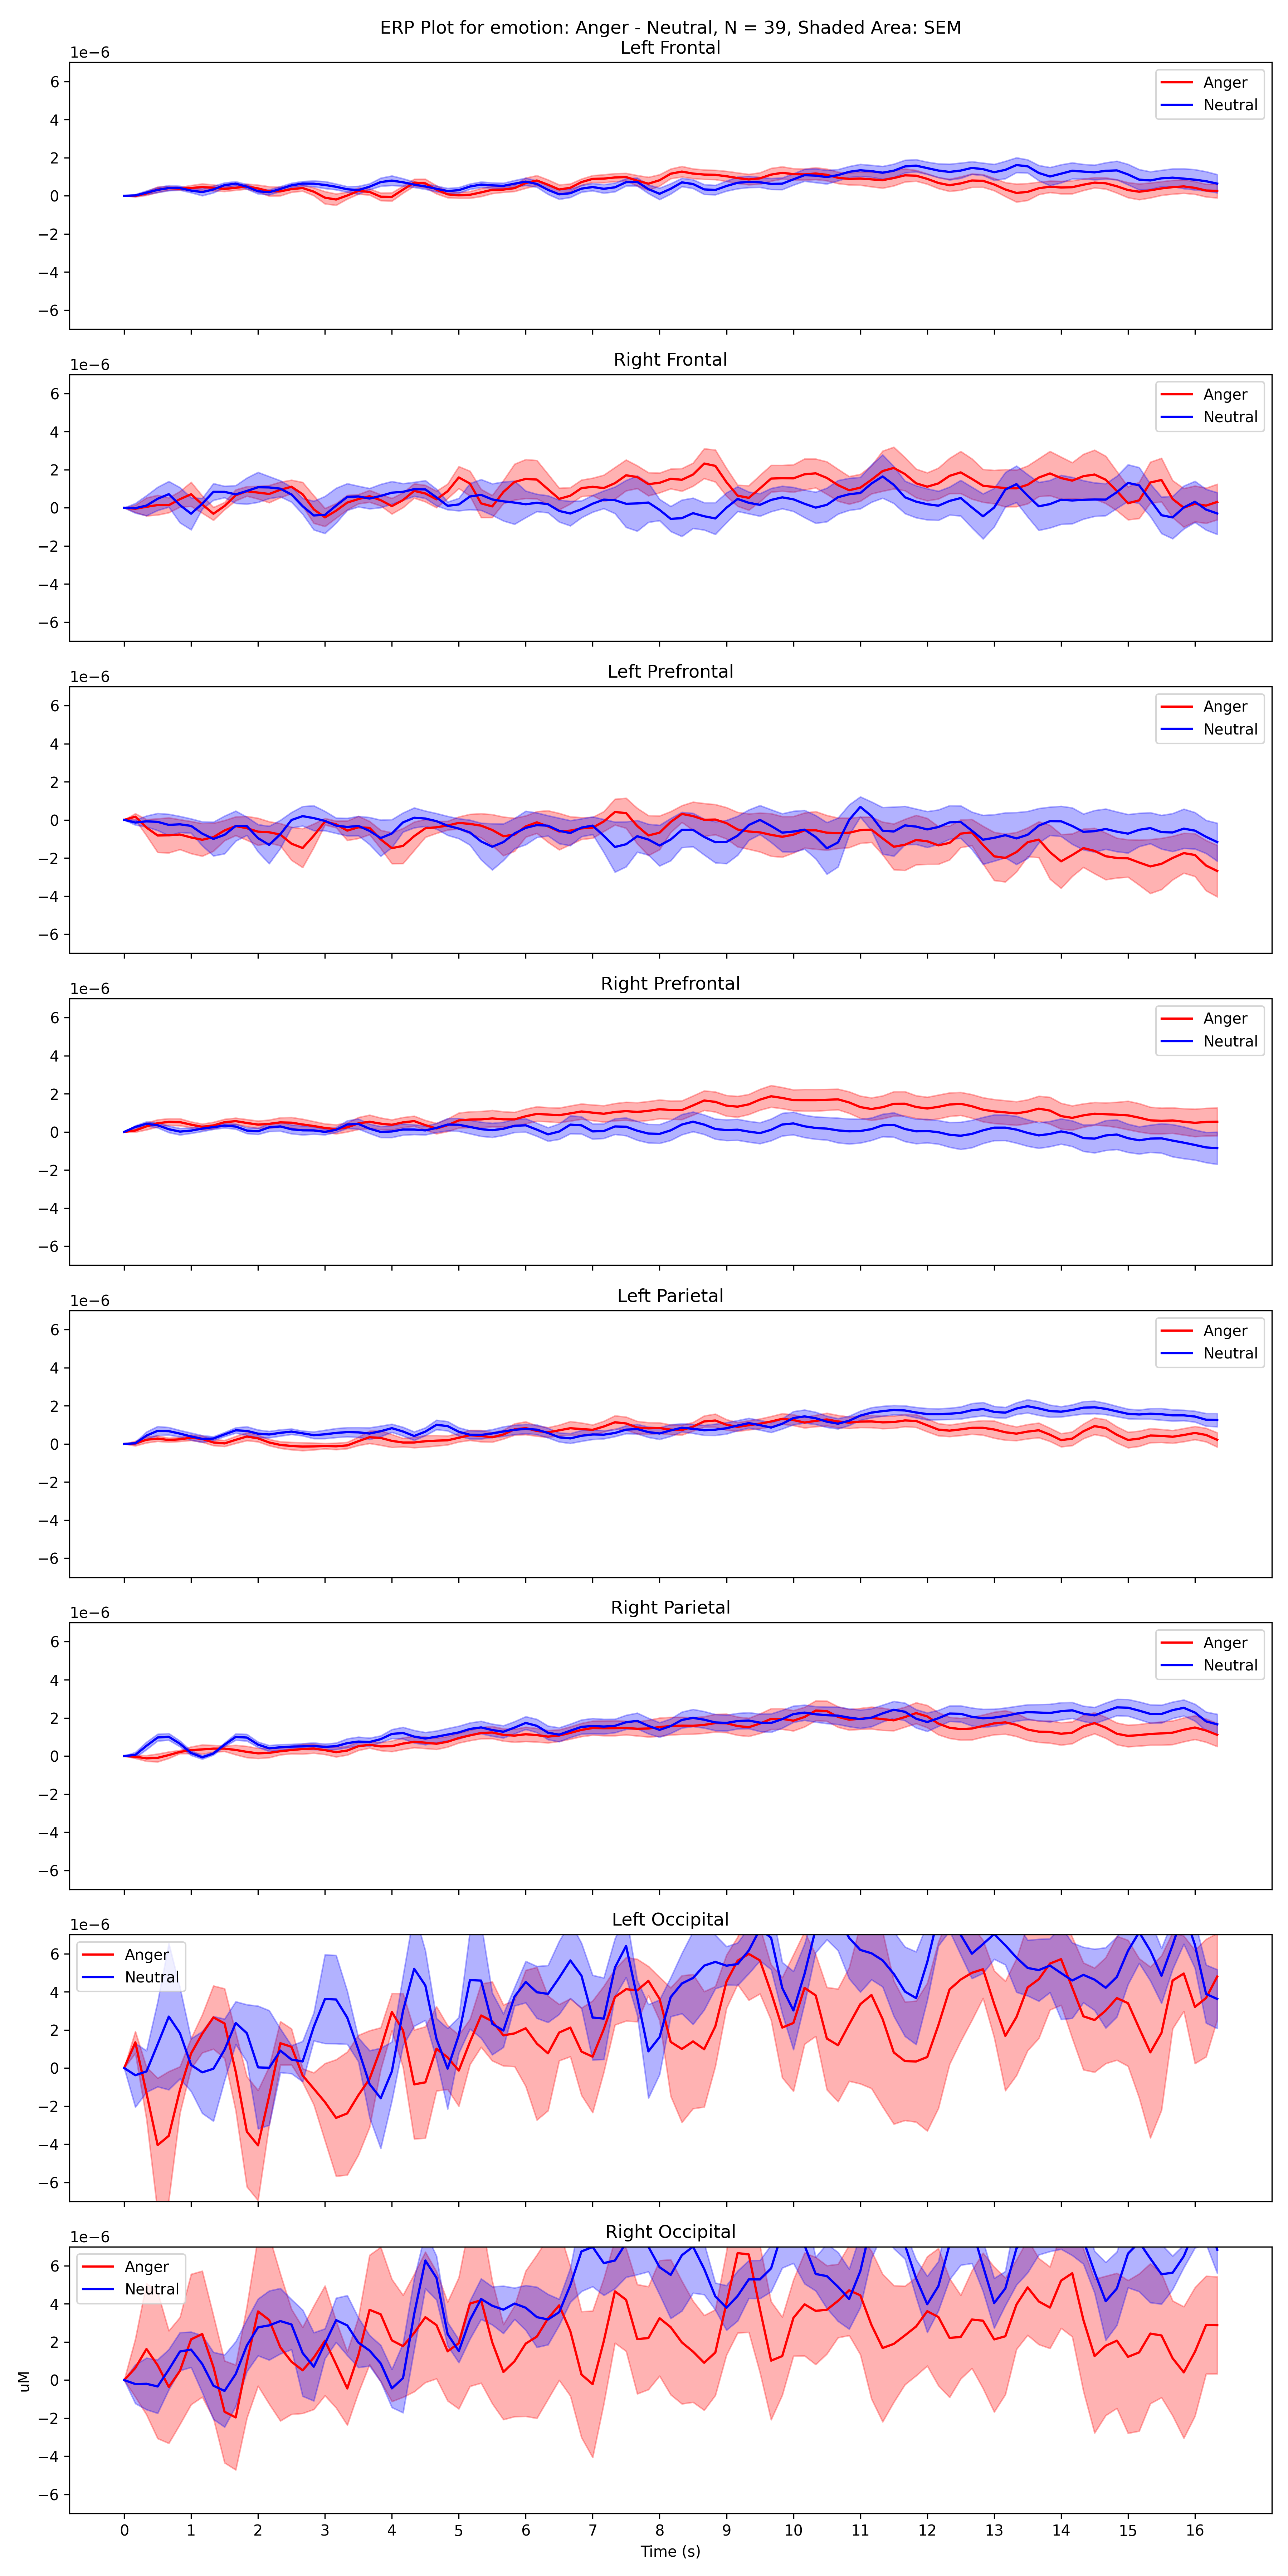 ERP Plot for emotion: Anger - Neutral, N = 39, Shaded Area: SEM
Left Frontal
1e−6
6
4
2
0
−2
−4
−6
Anger
Neutral
Right Frontal
1e−6
6
4
2
0
−2
−4
−6
Anger
Neutral
Left Prefrontal
1e−6
6
4
2
0
−2
−4
−6
Anger
Neutral
Right Prefrontal
1e−6
6
4
2
0
−2
−4
−6
Anger
Neutral
Left Parietal
1e−6
6
4
2
0
−2
−4
−6
Anger
Neutral
Right Parietal
1e−6
6
4
2
0
−2
−4
−6
Anger
Neutral
Left Occipital
1e−6
6
4
2
0
−2
−4
−6
Anger
Neutral
Right Occipital
1e−6
6
4
2
0
−2
−4
−6
Anger
Neutral
uM
0 1 2 3 4 5 6 7 8 9 10 11 12 13 14 15 16
Time (s)